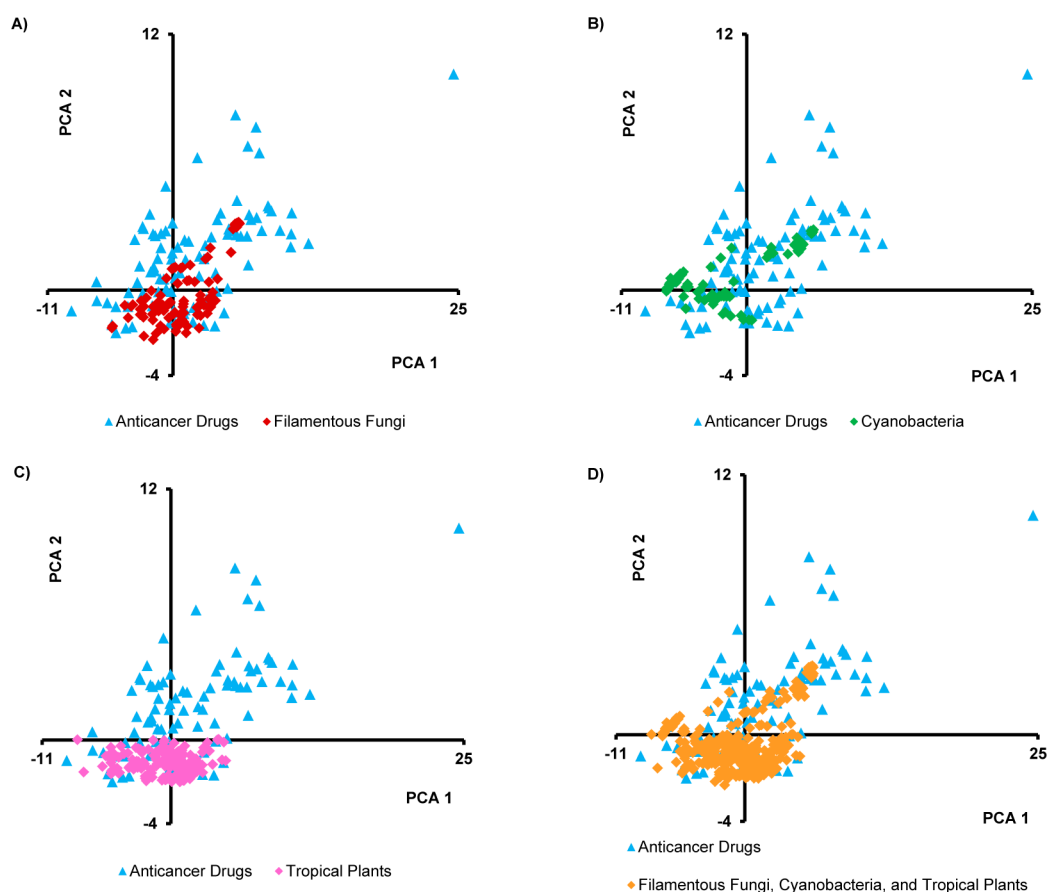 A)
12
PCA 2
-11
25
-4
PCA 1
Anticancer Drugs
Filamentous Fungi
B)
12
PCA 2
-11
25
-4
PCA 1
Anticancer Drugs
Cyanobacteria
C)
12
PCA 2
-11
25
-4
PCA 1
Anticancer Drugs
Tropical Plants
D)
12
PCA 2
-11
25
-4
PCA 1
Anticancer Drugs
Filamentous Fungi, Cyanobacteria, and Tropical Plants